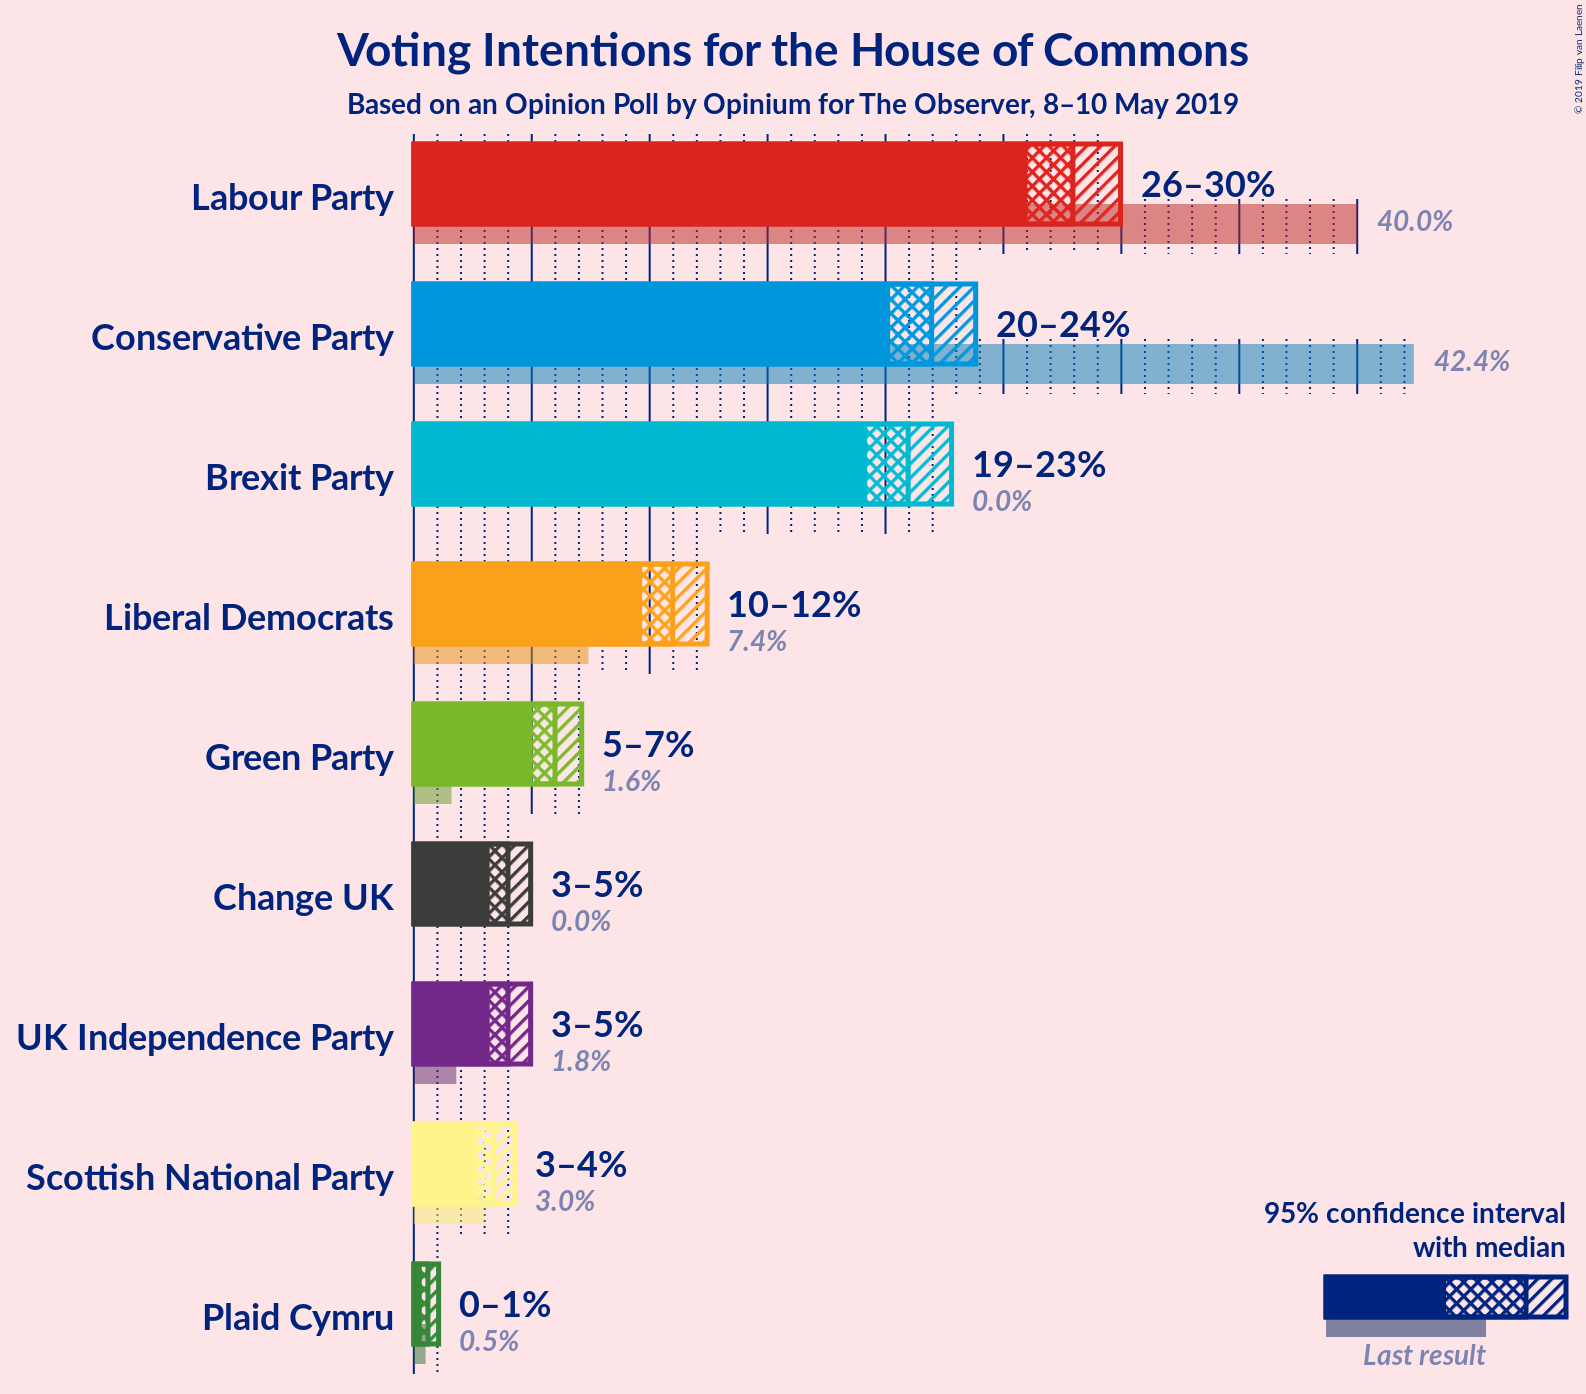 Voting Intentions for the House of Commons
Based on an Opinion Poll by Opinium for The Observer, 8–10 May 2019
© 2019 Filip van Laenen
Labour Party
26–30%
40.0%
Conservative Party
20–24%
42.4%
Brexit Party
19–23%
0.0%
Liberal Democrats
10–12%
7.4%
Green Party
5–7%
1.6%
Change UK
3–5%
0.0%
UK Independence Party
3–5%
1.8%
Scottish National Party
3–4%
3.0%
Plaid Cymru
0–1%
0.5%
95% confidence interval
with median
Last result